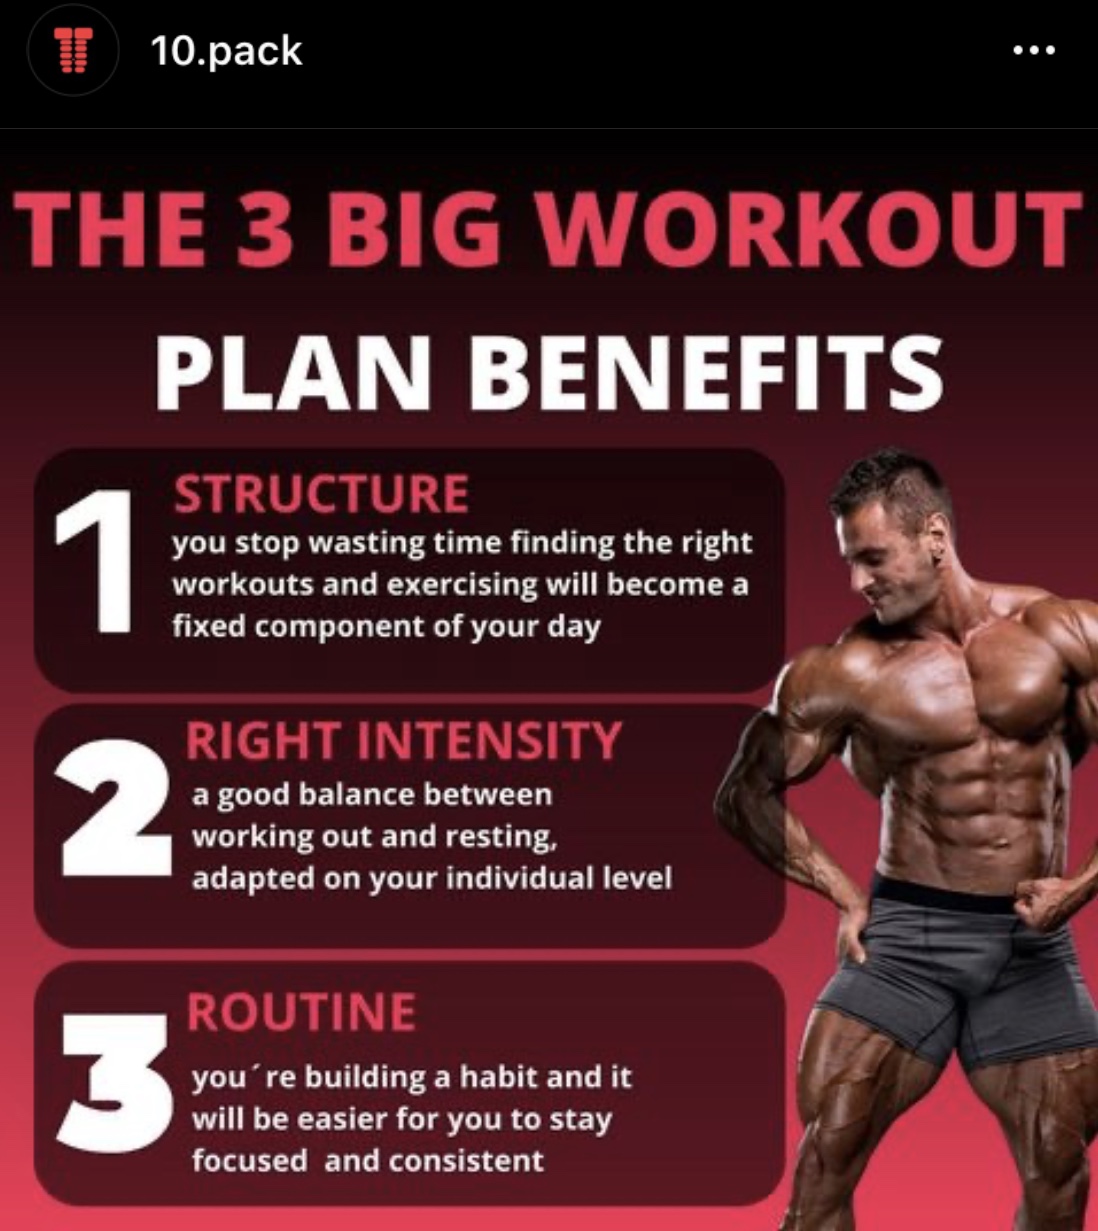 10.pack
THE 3 BIG WORKOUT
PLAN BENEFITS
1
STRUCTURE
you stop wasting time finding the right
workouts and exercising will become a
fixed component of your day
2
RIGHT INTENSITY
a good balance between
working out and resting,
adapted on your individual level
3
ROUTINE
you´re building a habit and it
will be easier for you to stay
focused  and consistent